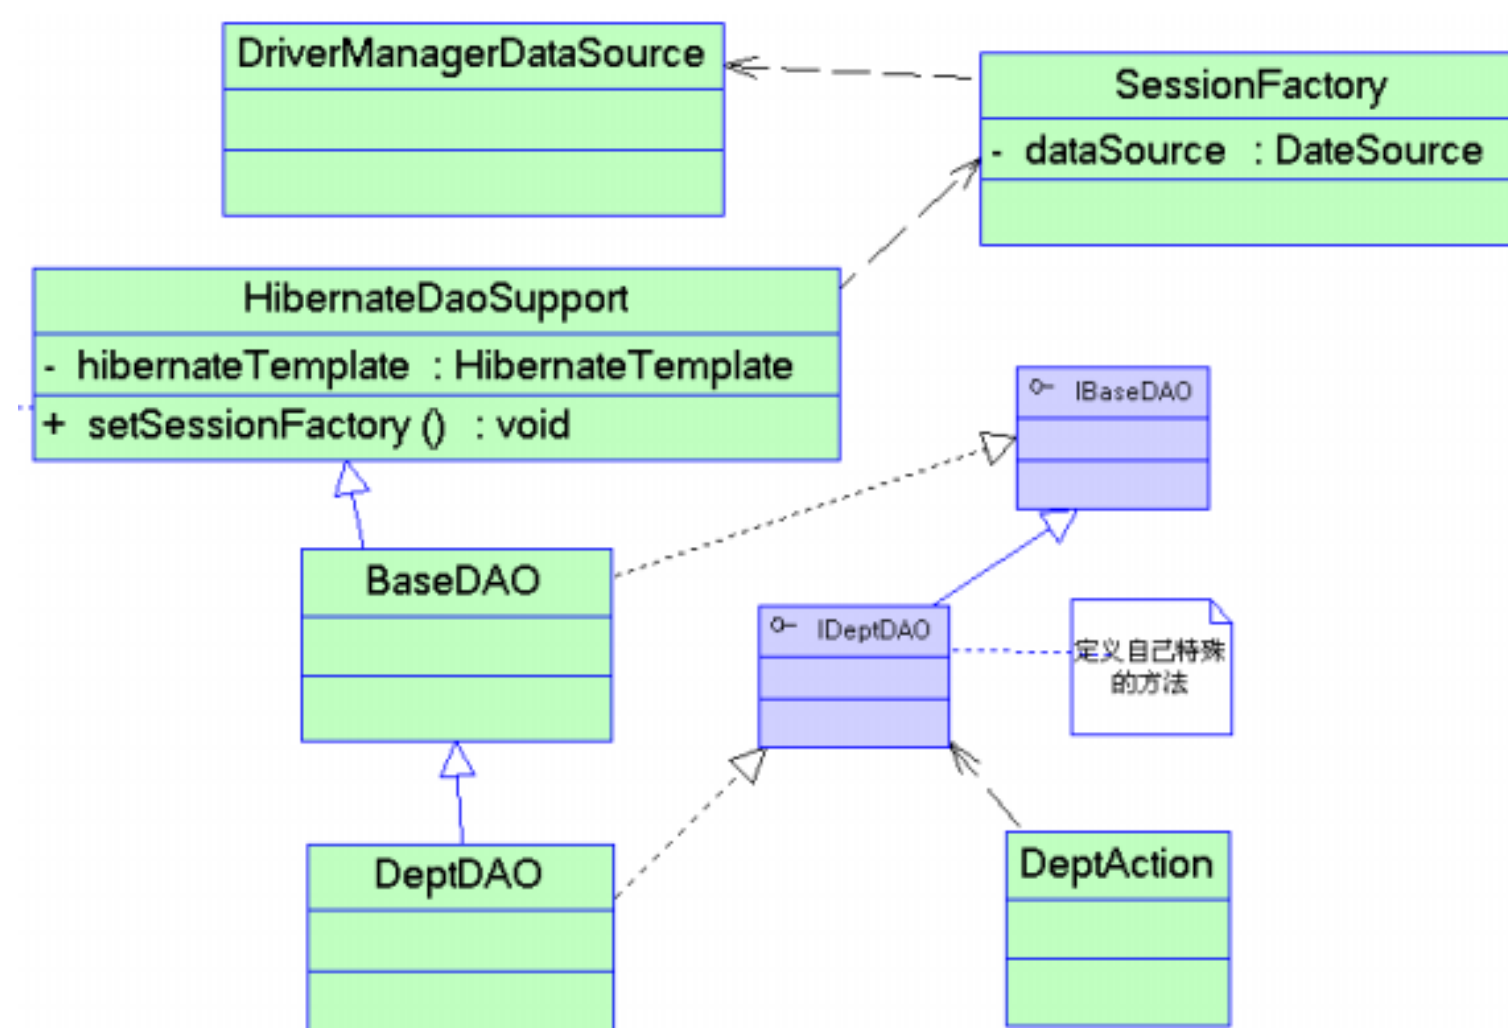 DriverManagerDataSource
SessionFactory
- dataSource : DateSource
HibernateDaoSupport
- hibernateTemplate : HibernateTemplate
+ setSessionFactory () : void
IBaseDAO
BaseDAO
IDeptDAO
定义自己特殊
的方法
DeptDAO
DeptAction